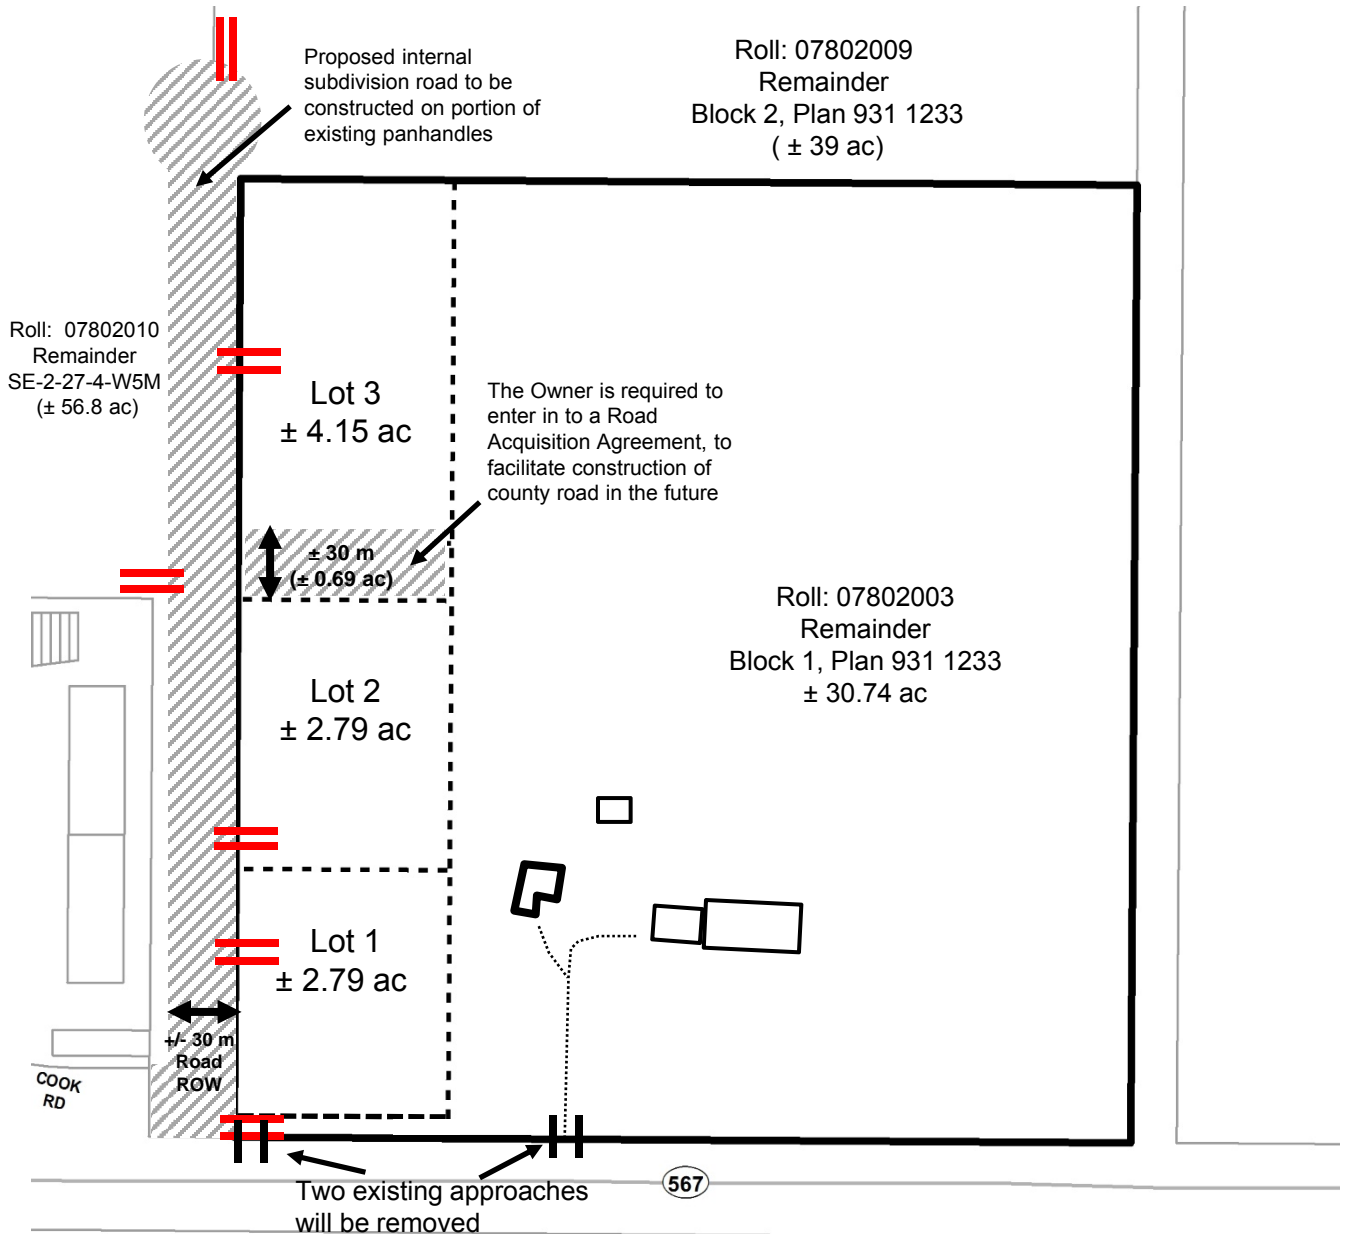 Proposed internal
subdivision road to be
constructed on portion of
existing panhandles
Roll: 07802009
Remainder
Block 2, Plan 931 1233
( ± 39 ac)
Roll: 07802010
Remainder
SE-2-27-4-W5M
(± 56.8 ac)
Lot 3
± 4.15 ac
The Owner is required to
enter in to a Road
Acquisition Agreement, to
facilitate construction of
county road in the future
± 30 m
(± 0.69 ac)
Roll: 07802003
Remainder
Block 1, Plan 931 1233
± 30.74 ac
Lot 2
± 2.79 ac
Lot 1
± 2.79 ac
+/- 30 m
Road
ROW
COOK
RD
Two existing approaches
will be removed
567